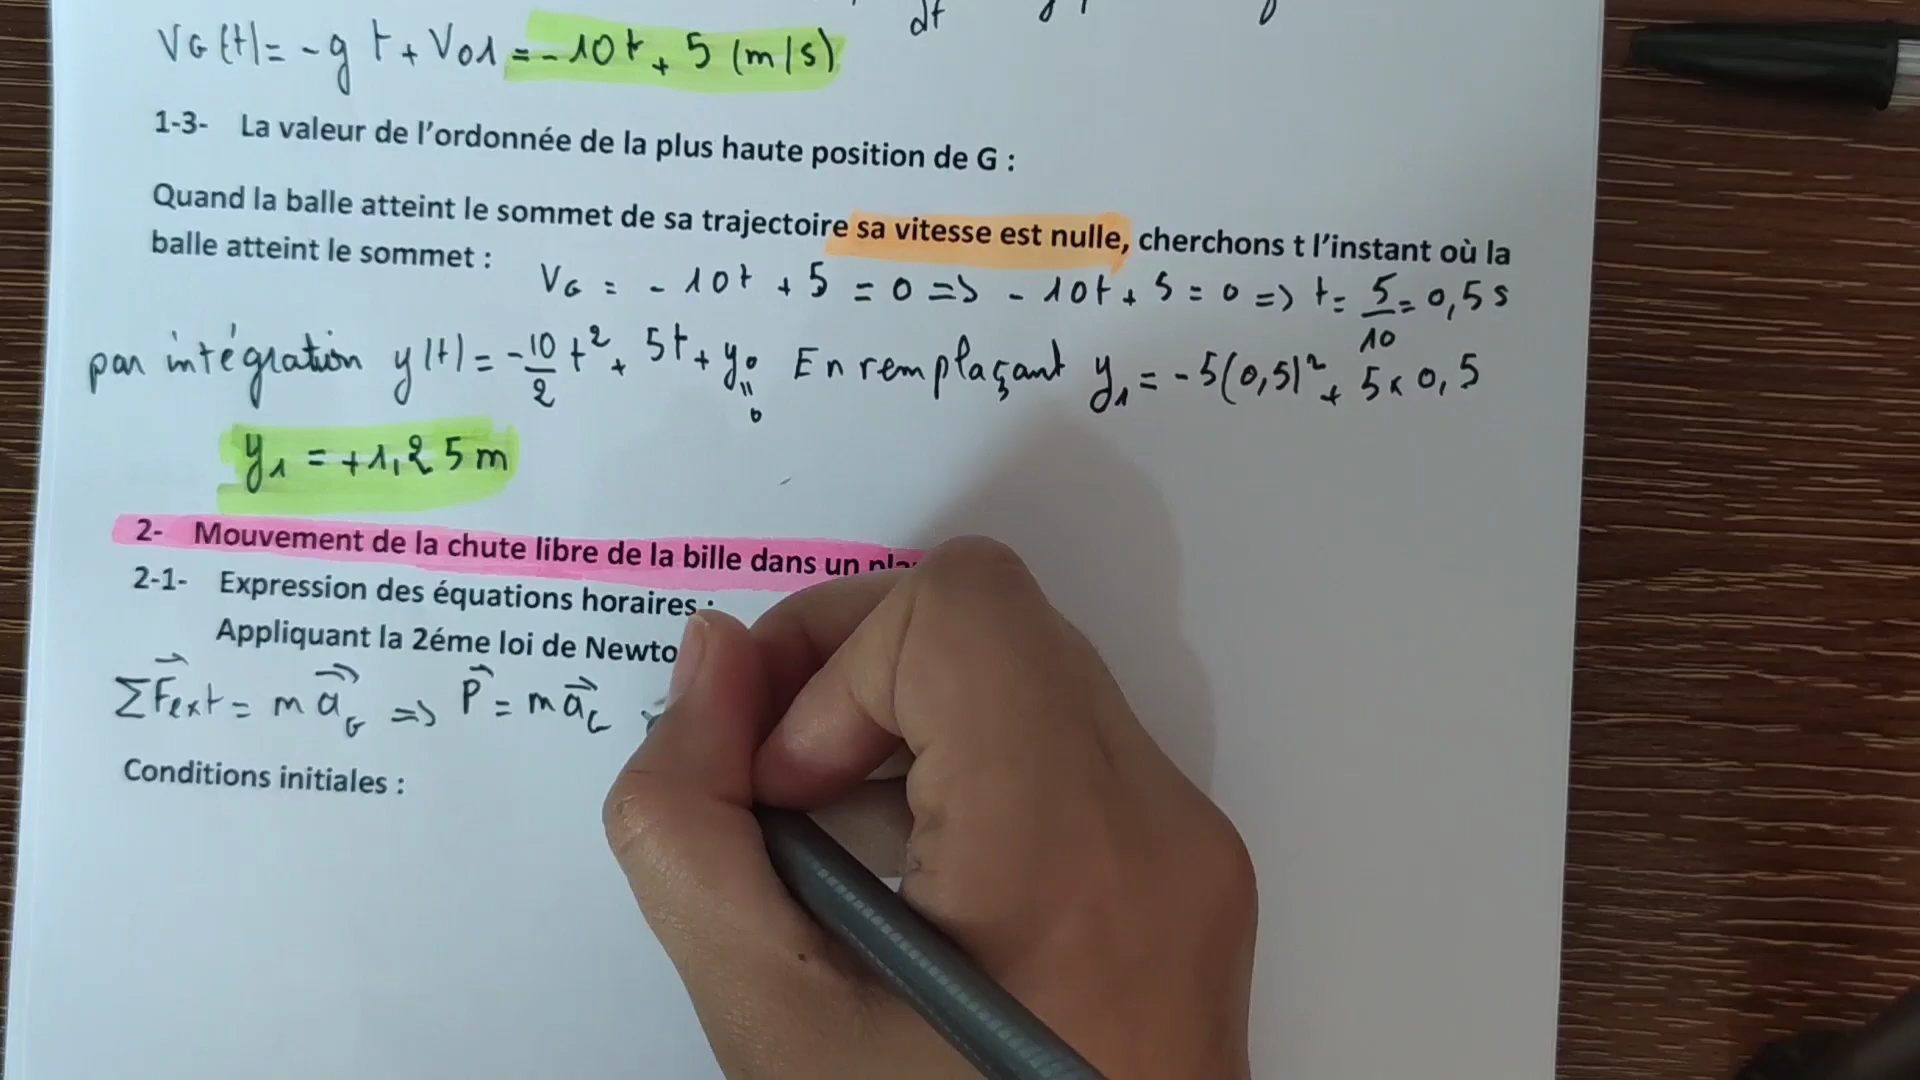 dt
VG(t)= -g t + V01 = -10t + 5 (m/s)
1-3- La valeur de l'ordonnée de la plus haute position de G :
Quand la balle atteint le sommet de sa trajectoire sa vitesse est nulle, cherchons t l'instant où la
balle atteint le sommet :
VG = -10t + 5 = 0 => -10t + 5 = 0 => t = 5/10 = 0,5 s
par intégration y(t) = -10/2 t² + 5t + y0 = 0 En remplaçant y1 = -5(0,5)² + 5 x 0,5
y1 = +1,25 m
2- Mouvement de la chute libre de la bille dans un
2-1- Expression des équations horaires :
Appliquant la 2éme loi de Newto
ΣFext = m aG => P = m aG
Conditions initiales :